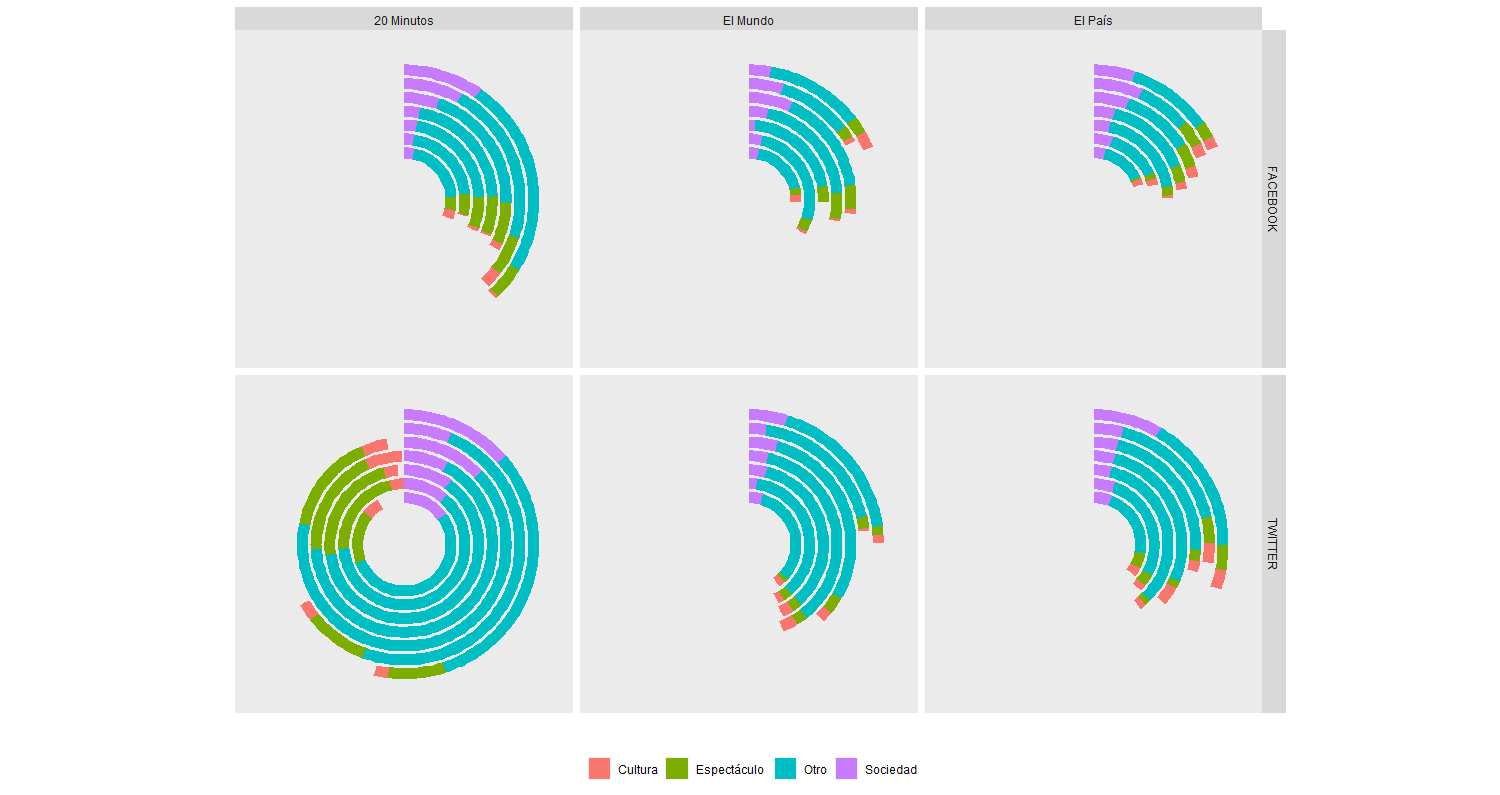 20 Minutos
El Mundo
El País
FACEBOOK
TWITTER
Cultura
Espectáculo
Otro
Sociedad